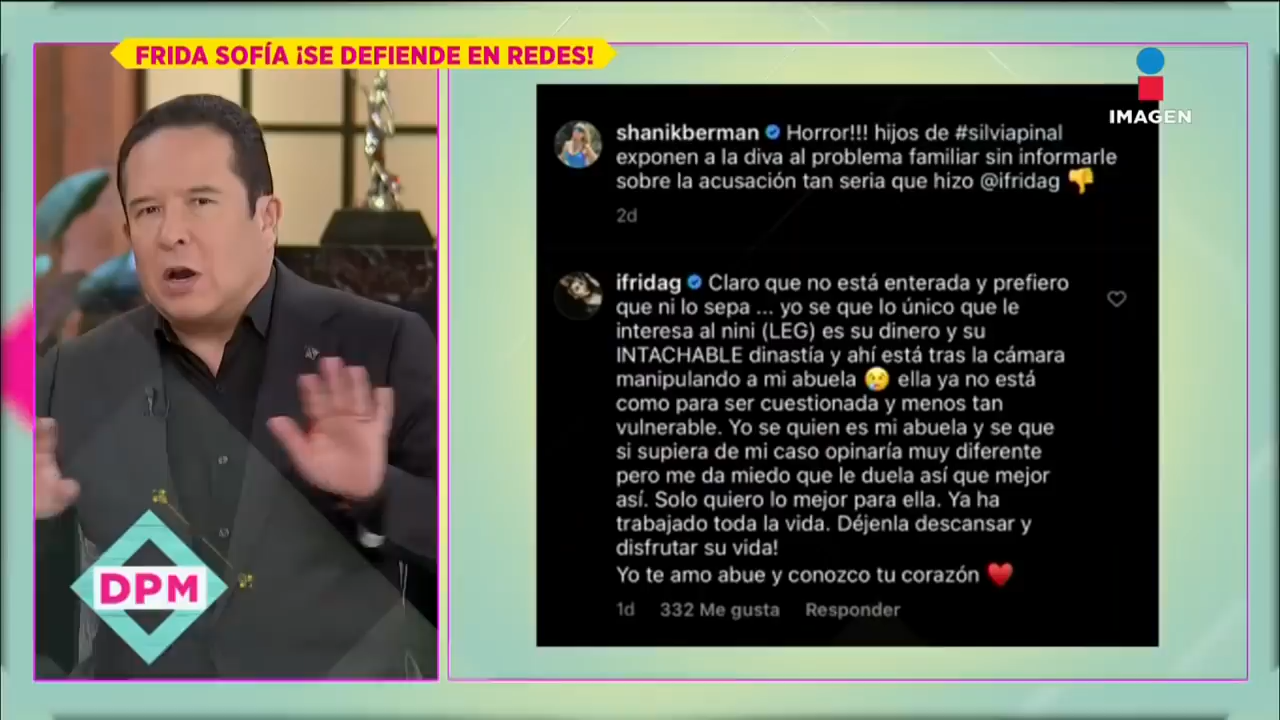 FRIDA SOFÍA ¡SE DEFIENDE EN REDES!
IMAGEN
shanikberman Horror!!! hijos de #silviapinal
exponen a la diva al problema familiar sin informarle
sobre la acusación tan seria que hizo @ifridag 👎
2d
ifridag Claro que no está enterada y prefiero
que ni lo sepa ... yo se que lo único que le
interesa al nini (LEG) es su dinero y su
INTACHABLE dinastía y ahí está tras la cámara
manipulando a mi abuela 😢 ella ya no está
como para ser cuestionada y menos tan
vulnerable. Yo se quien es mi abuela y se que
si supiera de mi caso opinaría muy diferente
pero me da miedo que le duela así que mejor
así. Solo quiero lo mejor para ella. Ya ha
trabajado toda la vida. Déjenla descansar y
disfrutar su vida!
Yo te amo abue y conozco tu corazón ❤️
1d 332 Me gusta Responder
DPM